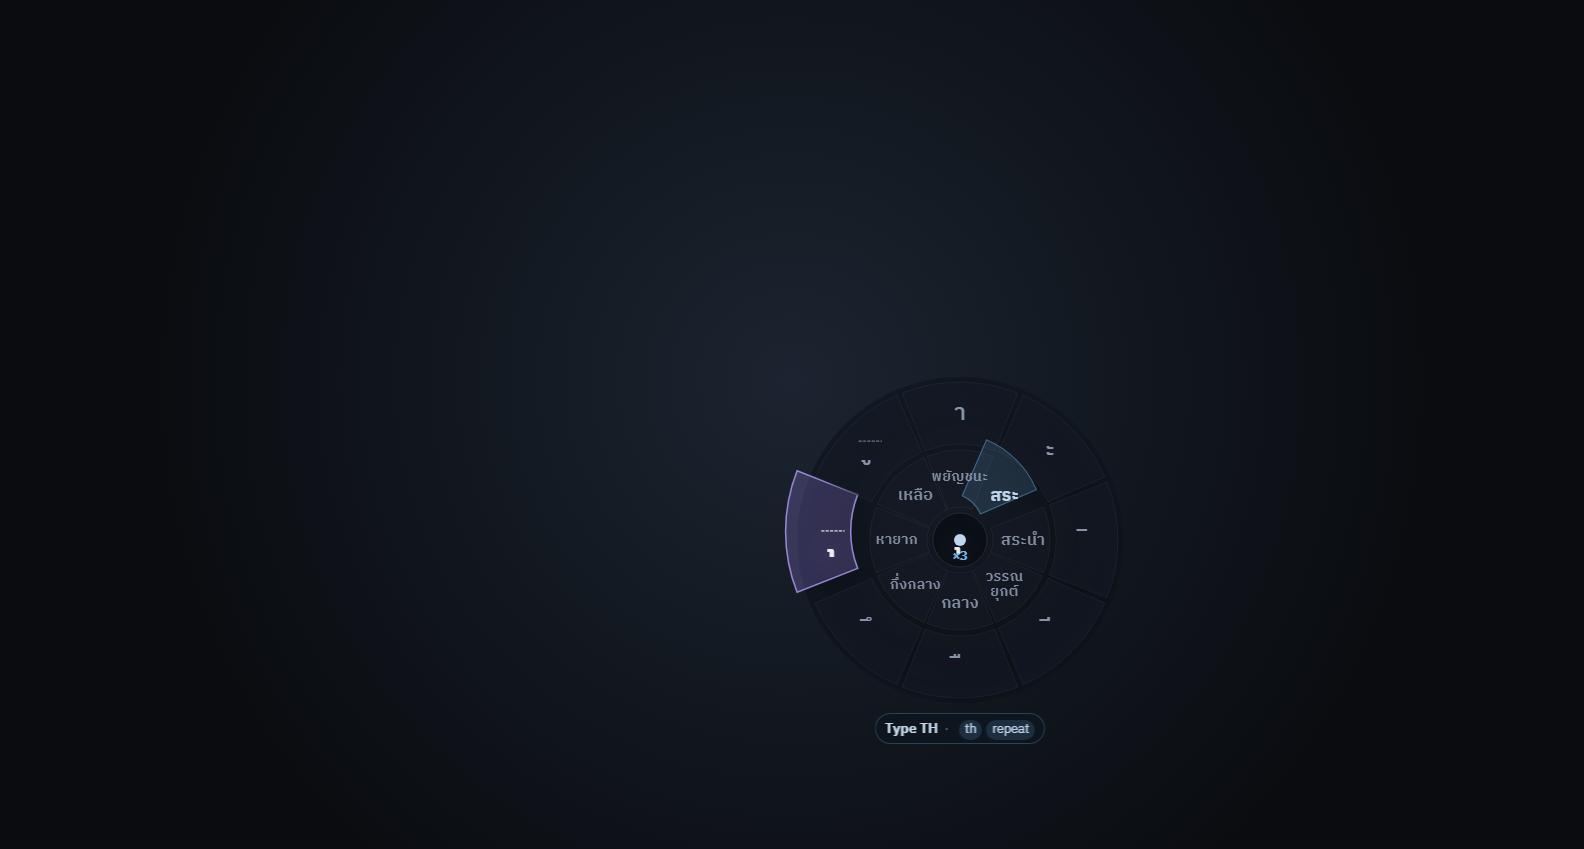 า
ะ
พยัญชนะ
เหลือ
สระ
หายาก
สระนำ
ุ
×3
กึ่งกลาง
วรรณ
ยุกต์
กลาง
Type TH · th repeat